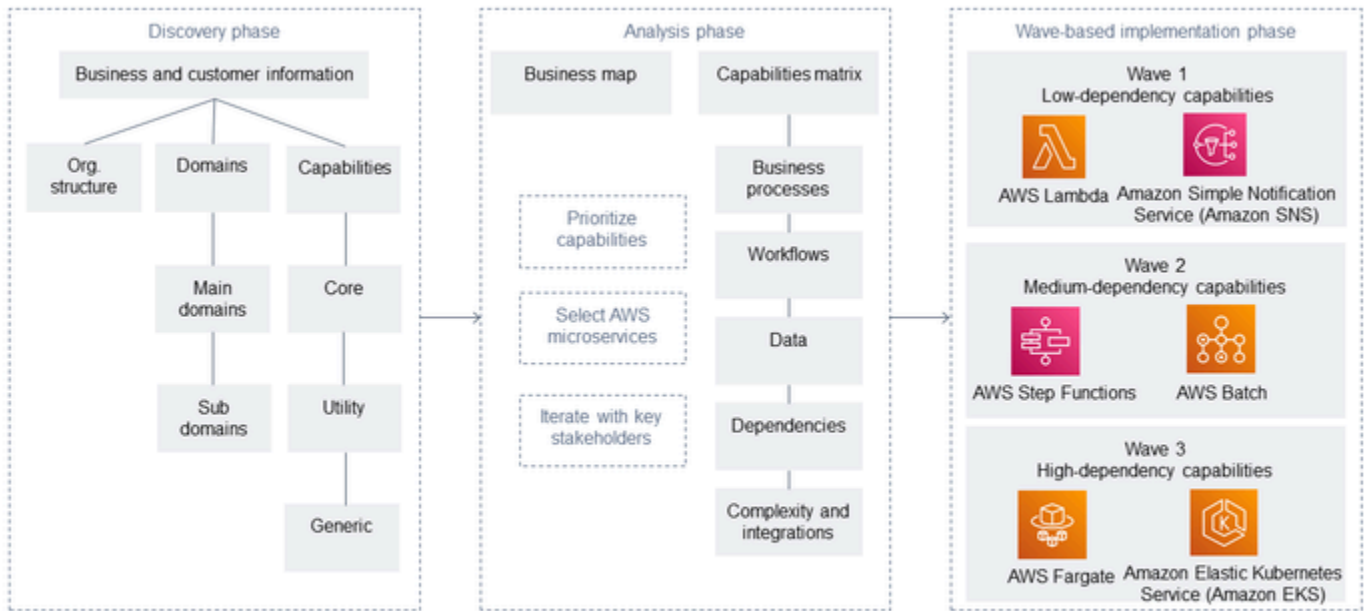 Discovery phase
Business and customer information
Org.
structure
Domains
Capabilities
Main
domains
Core
Sub
domains
Utility
Generic
Analysis phase
Business map
Capabilities matrix
Prioritize
capabilities
Select AWS
microservices
Iterate with key
stakeholders
Business
processes
Workflows
Data
Dependencies
Complexity and
integrations
Wave-based implementation phase
Wave 1
Low-dependency capabilities
AWS Lambda
Amazon Simple Notification
Service (Amazon SNS)
Wave 2
Medium-dependency capabilities
AWS Step Functions
AWS Batch
Wave 3
High-dependency capabilities
K
AWS Fargate
Amazon Elastic Kubernetes
Service (Amazon EKS)